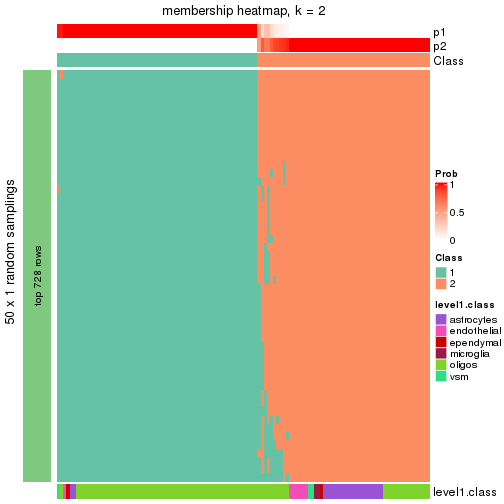 membership heatmap, k = 2
p1
p2
Class
50 x 1 random samplings
top 728 rows
Prob
1
0.5
0
Class
1
2
level1.class
astrocytes
endothelial
ependymal
microglia
oligos
vsm
level1.class